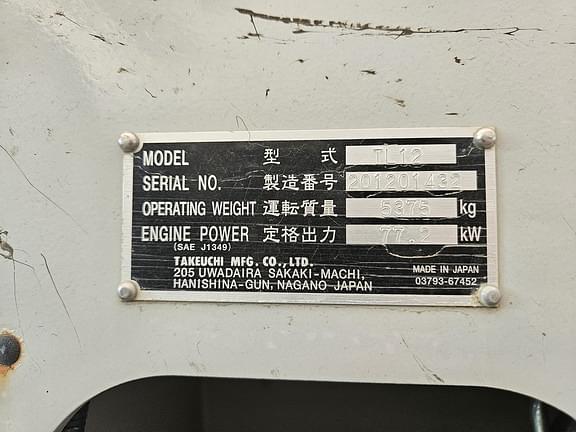 MODEL 型式 TL12
SERIAL NO. 製造番号 201201432
OPERATING WEIGHT 運転質量 5375 kg
ENGINE POWER 定格出力 77.2 kW
(SAE J1349)
TAKEUCHI MFG. CO., LTD.
205 UWADAIRA SAKAKI-MACHI,
HANISHINA-GUN, NAGANO JAPAN
MADE IN JAPAN
03793-67452